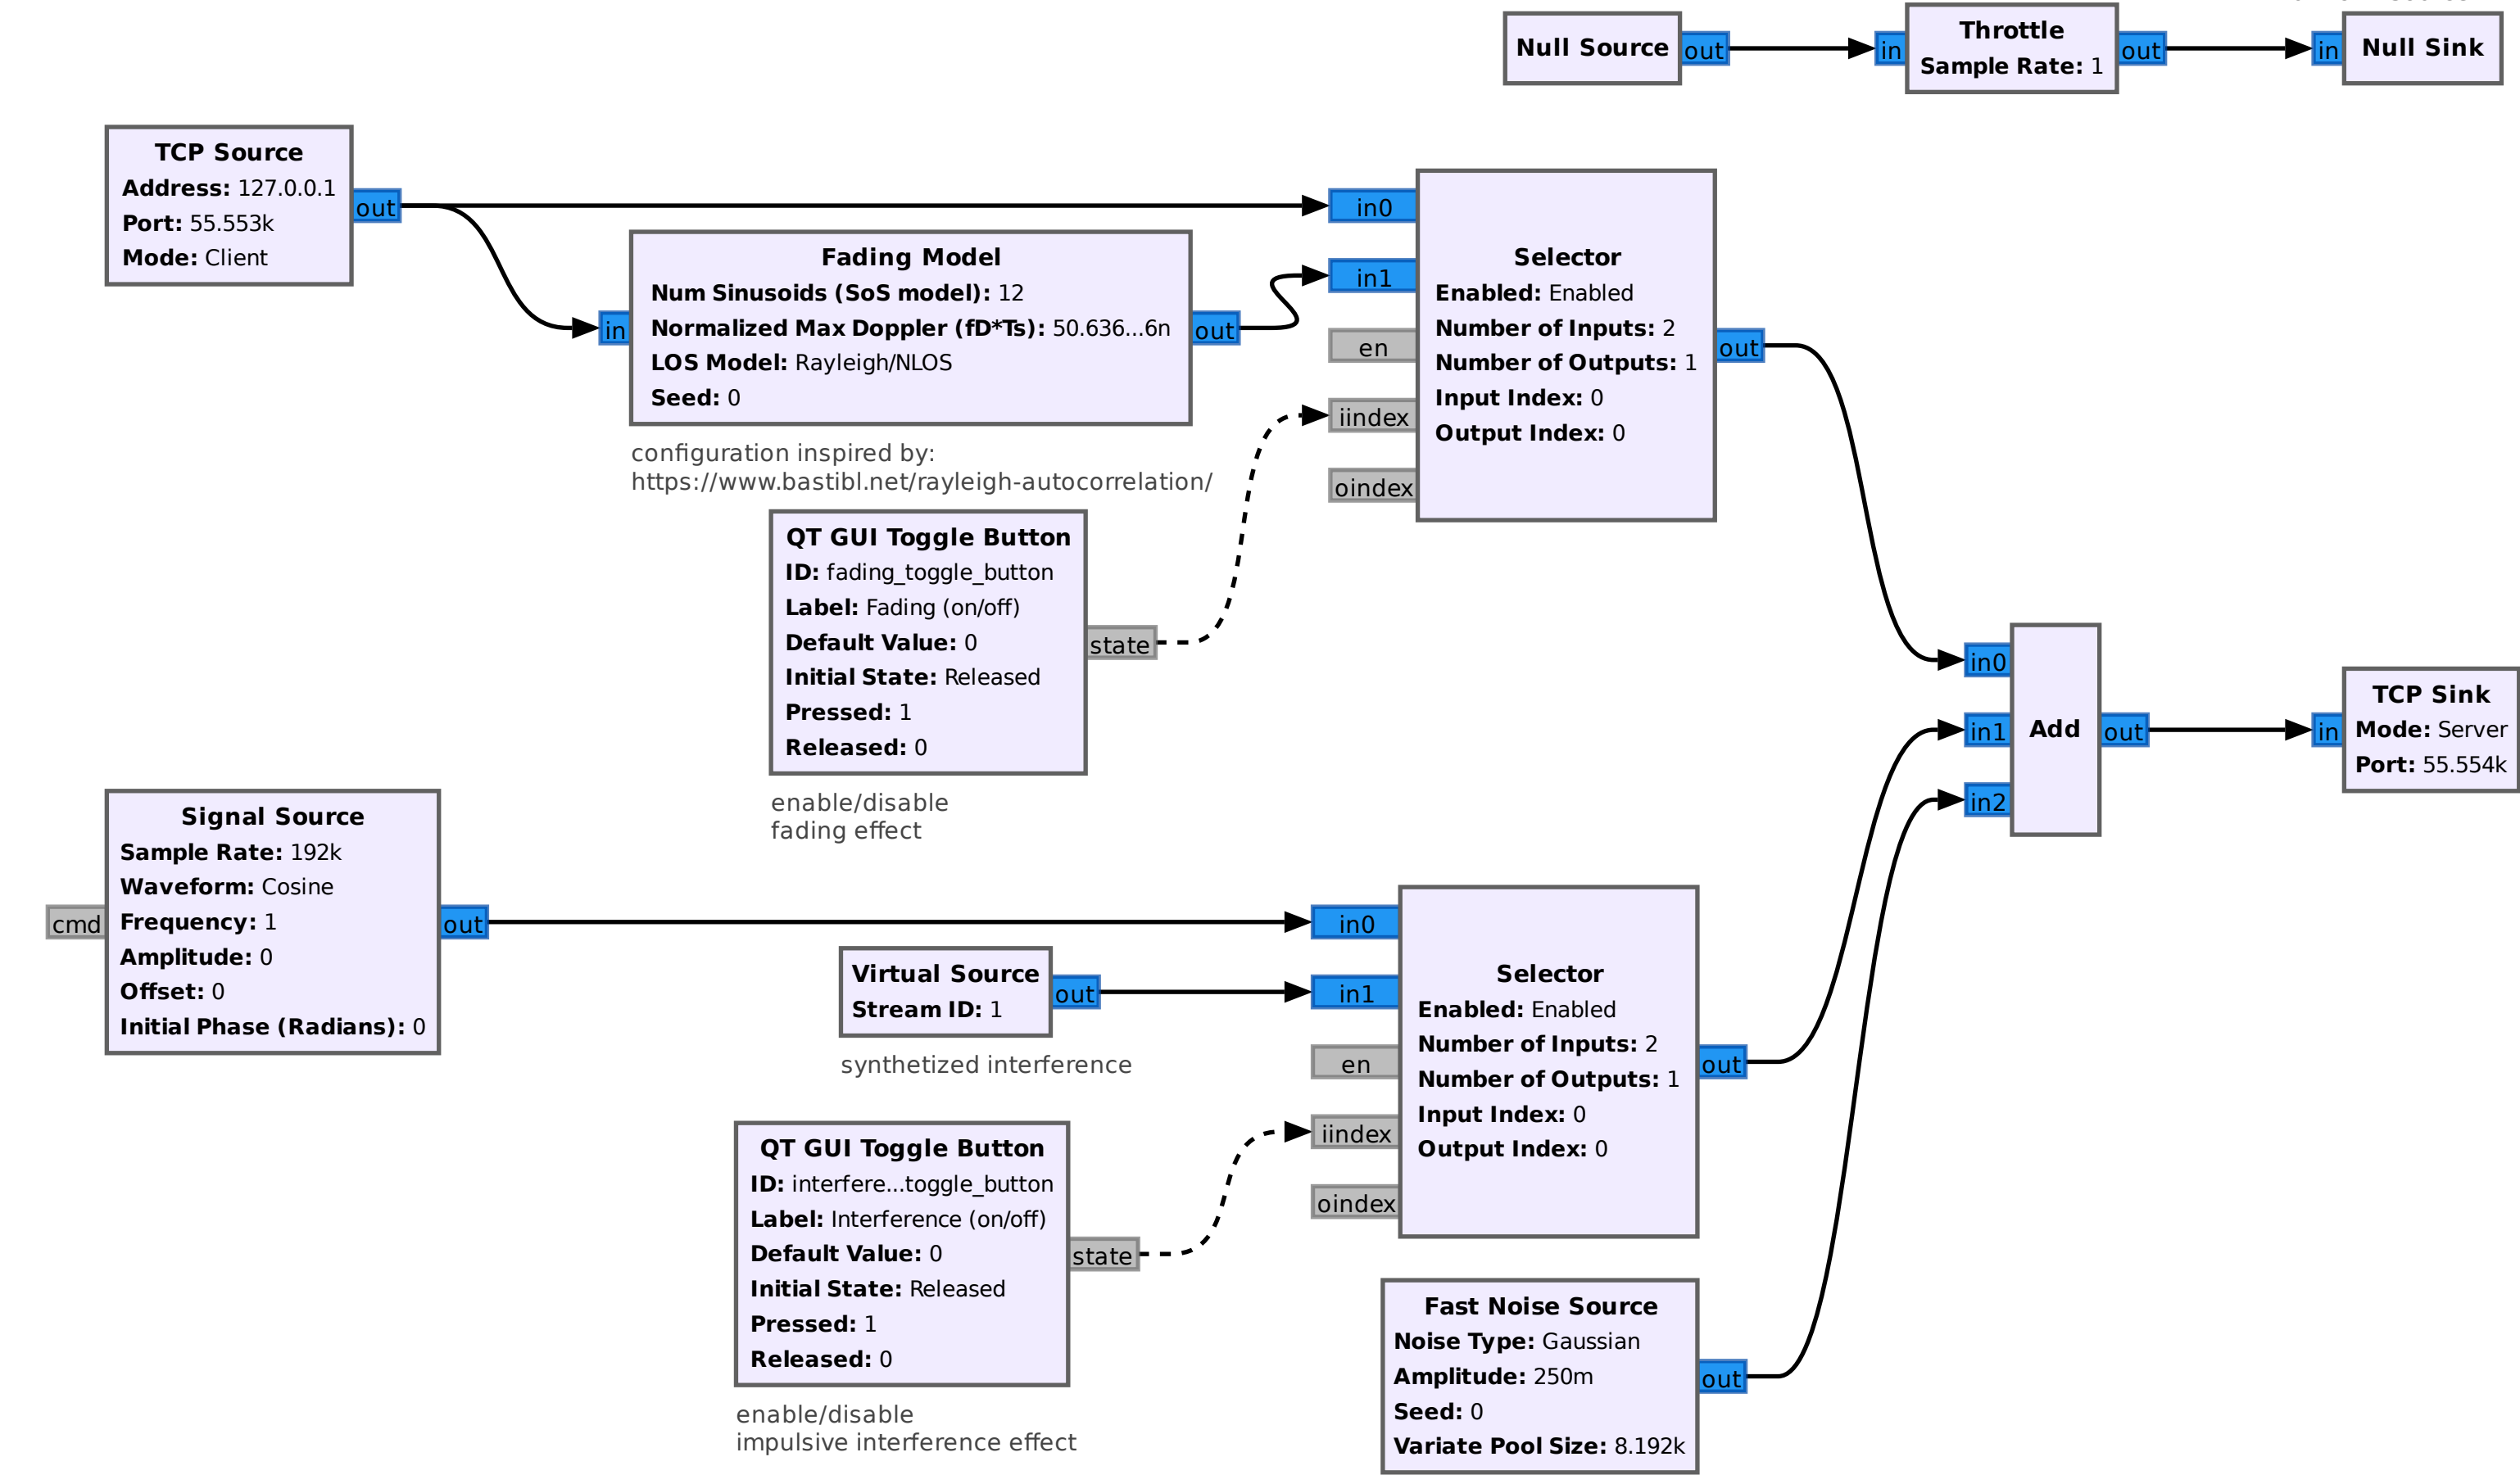 Null Source
out
in
Throttle
Sample Rate: 1
out
in
Null Sink
TCP Source
Address: 127.0.0.1
Port: 55.553k
Mode: Client
out
in
Fading Model
Num Sinusoids (SoS model): 12
Normalized Max Doppler (fD*Ts): 50.636...6n
LOS Model: Rayleigh/NLOS
Seed: 0
out
configuration inspired by:
https://www.bastibl.net/rayleigh-autocorrelation/
in0
in1
en
iindex
oindex
Selector
Enabled: Enabled
Number of Inputs: 2
Number of Outputs: 1
Input Index: 0
Output Index: 0
out
QT GUI Toggle Button
ID: fading_toggle_button
Label: Fading (on/off)
Default Value: 0
Initial State: Released
Pressed: 1
Released: 0
state
enable/disable
fading effect
in0
in1
in2
Add
out
in
TCP Sink
Mode: Server
Port: 55.554k
cmd
Signal Source
Sample Rate: 192k
Waveform: Cosine
Frequency: 1
Amplitude: 0
Offset: 0
Initial Phase (Radians): 0
out
Virtual Source
Stream ID: 1
out
synthetized interference
in0
in1
en
iindex
oindex
Selector
Enabled: Enabled
Number of Inputs: 2
Number of Outputs: 1
Input Index: 0
Output Index: 0
out
QT GUI Toggle Button
ID: interfere...toggle_button
Label: Interference (on/off)
Default Value: 0
Initial State: Released
Pressed: 1
Released: 0
state
enable/disable
impulsive interference effect
Fast Noise Source
Noise Type: Gaussian
Amplitude: 250m
Seed: 0
Variate Pool Size: 8.192k
out